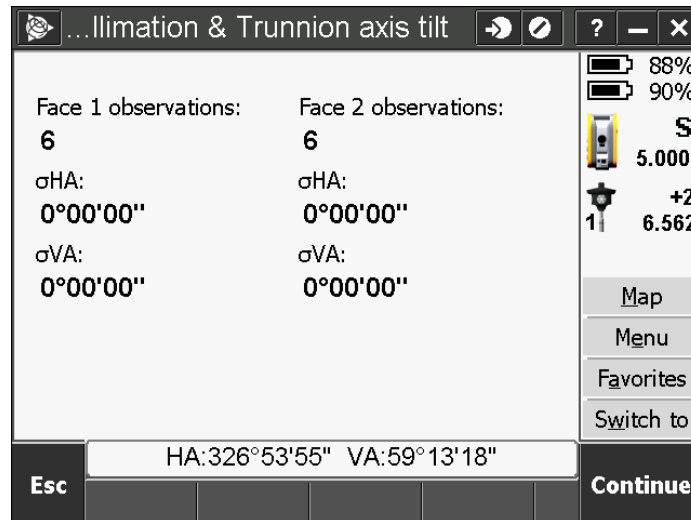 ...llimation & Trunnion axis tilt ? – ×
88%
90%
Face 1 observations: Face 2 observations:
6 6
S
5.000
σHA: σHA:
0°00'00" 0°00'00"
+2
1 6.562
σVA: σVA:
0°00'00" 0°00'00"
Map
Menu
Favorites
Switch to
HA:326°53'55" VA:59°13'18"
Esc Continue